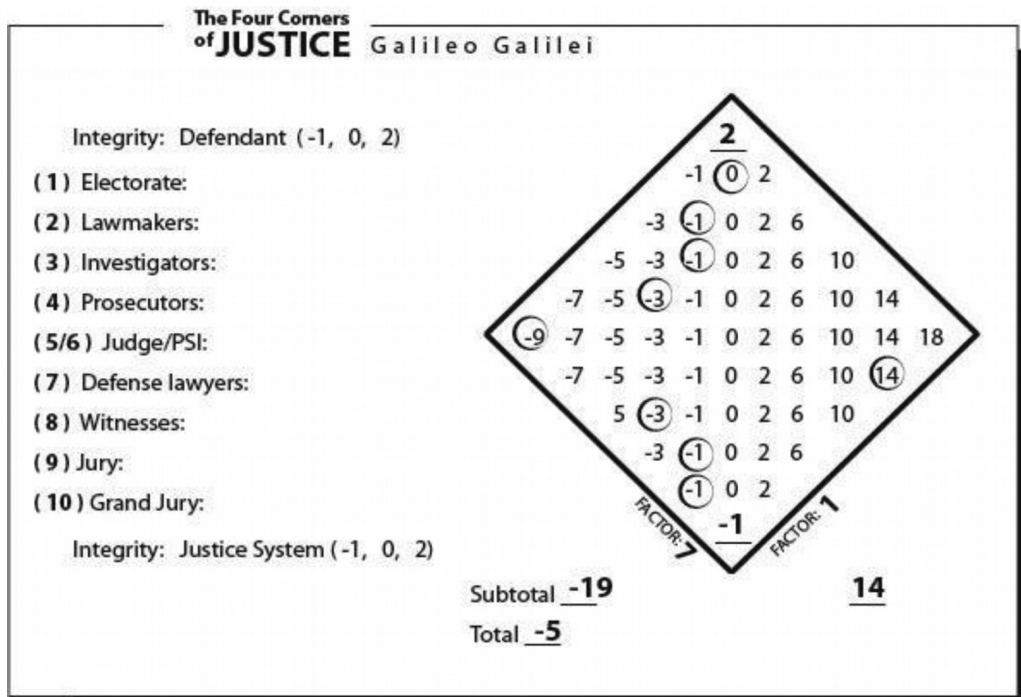 The Four Corners
of JUSTICE Galileo Galilei
2
Integrity: Defendant (-1, 0, 2)
-1 0 2
(1) Electorate:
-3 -1 0 2 6
(2) Lawmakers:
-5 -3 -1 0 2 6 10
(3) Investigators:
-7 -5 -3 -1 0 2 6 10 14
(4) Prosecutors:
-9 -7 -5 -3 -1 0 2 6 10 14 18
(5/6) Judge/PSI:
-7 -5 -3 -1 0 2 6 10 14
(7) Defense lawyers:
5 -3 -1 0 2 6 10
(8) Witnesses:
-3 -1 0 2 6
(9) Jury:
-1 0 2
(10) Grand Jury:
FACTOR: 7
-1
FACTOR: 1
Integrity: Justice System (-1, 0, 2)
Subtotal -19 14
Total -5